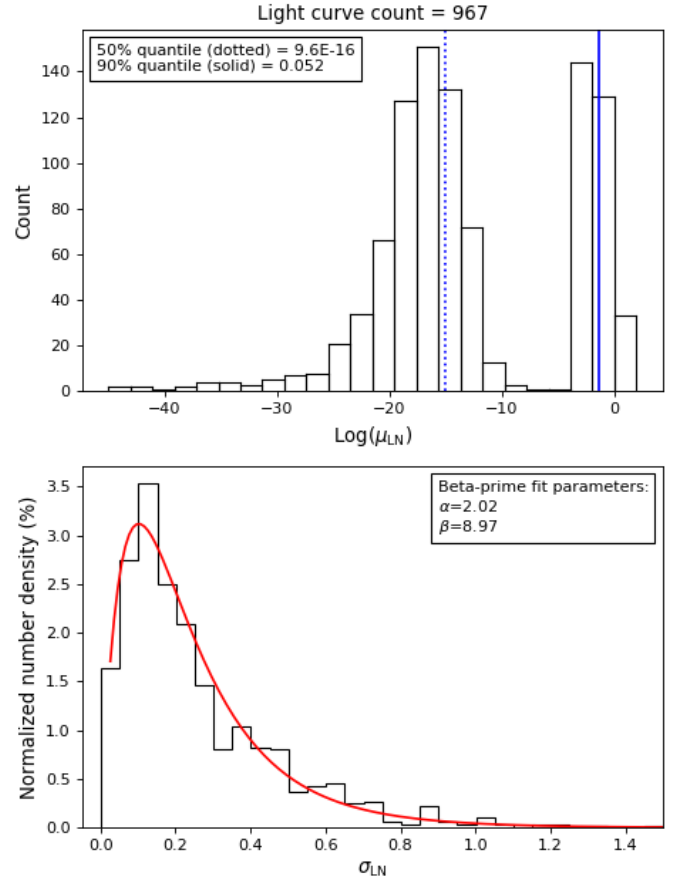 Light curve count = 967
50% quantile (dotted) = 9.6E-16
90% quantile (solid) = 0.052
Count
140
120
100
80
60
40
20
0
−40 −30 −20 −10 0
Log(μLN)
Beta-prime fit parameters:
α=2.02
β=8.97
Normalized number density (%)
3.5
3.0
2.5
2.0
1.5
1.0
0.5
0.0
0.0 0.2 0.4 0.6 0.8 1.0 1.2 1.4
σLN